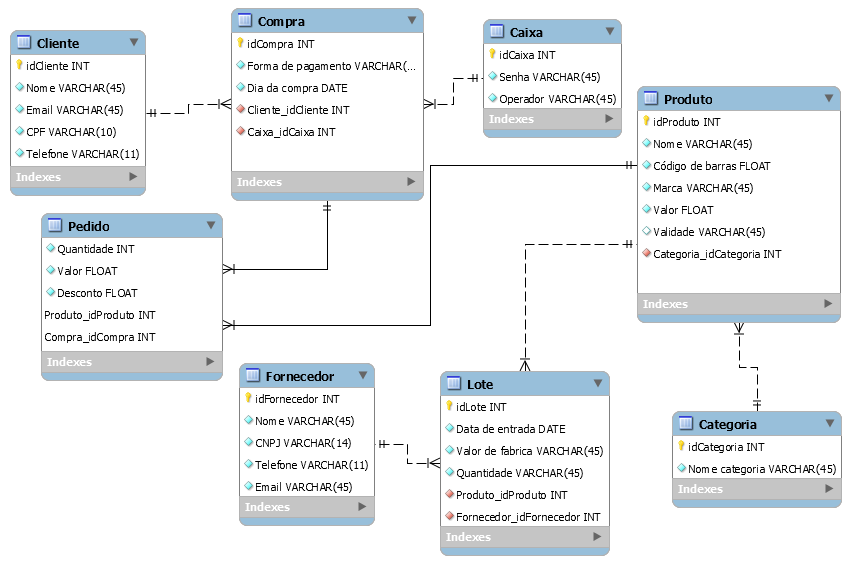 Cliente
idCliente INT
Nome VARCHAR(45)
Email VARCHAR(45)
CPF VARCHAR(10)
Telefone VARCHAR(11)
Indexes
Compra
idCompra INT
Forma de pagamento VARCHAR(...
Dia da compra DATE
Cliente_idCliente INT
Caixa_idCaixa INT
Indexes
Caixa
idCaixa INT
Senha VARCHAR(45)
Operador VARCHAR(45)
Indexes
Produto
idProduto INT
Nome VARCHAR(45)
Código de barras FLOAT
Marca VARCHAR(45)
Valor FLOAT
Validade VARCHAR(45)
Categoria_idCategoria INT
Indexes
Pedido
Quantidade INT
Valor FLOAT
Desconto FLOAT
Produto_idProduto INT
Compra_idCompra INT
Indexes
Fornecedor
idFornecedor INT
Nome VARCHAR(45)
CNPJ VARCHAR(14)
Telefone VARCHAR(11)
Email VARCHAR(45)
Indexes
Lote
idLote INT
Data de entrada DATE
Valor de fabrica VARCHAR(45)
Quantidade VARCHAR(45)
Produto_idProduto INT
Fornecedor_idFornecedor INT
Indexes
Categoria
idCategoria INT
Nome categoria VARCHAR(45)
Indexes